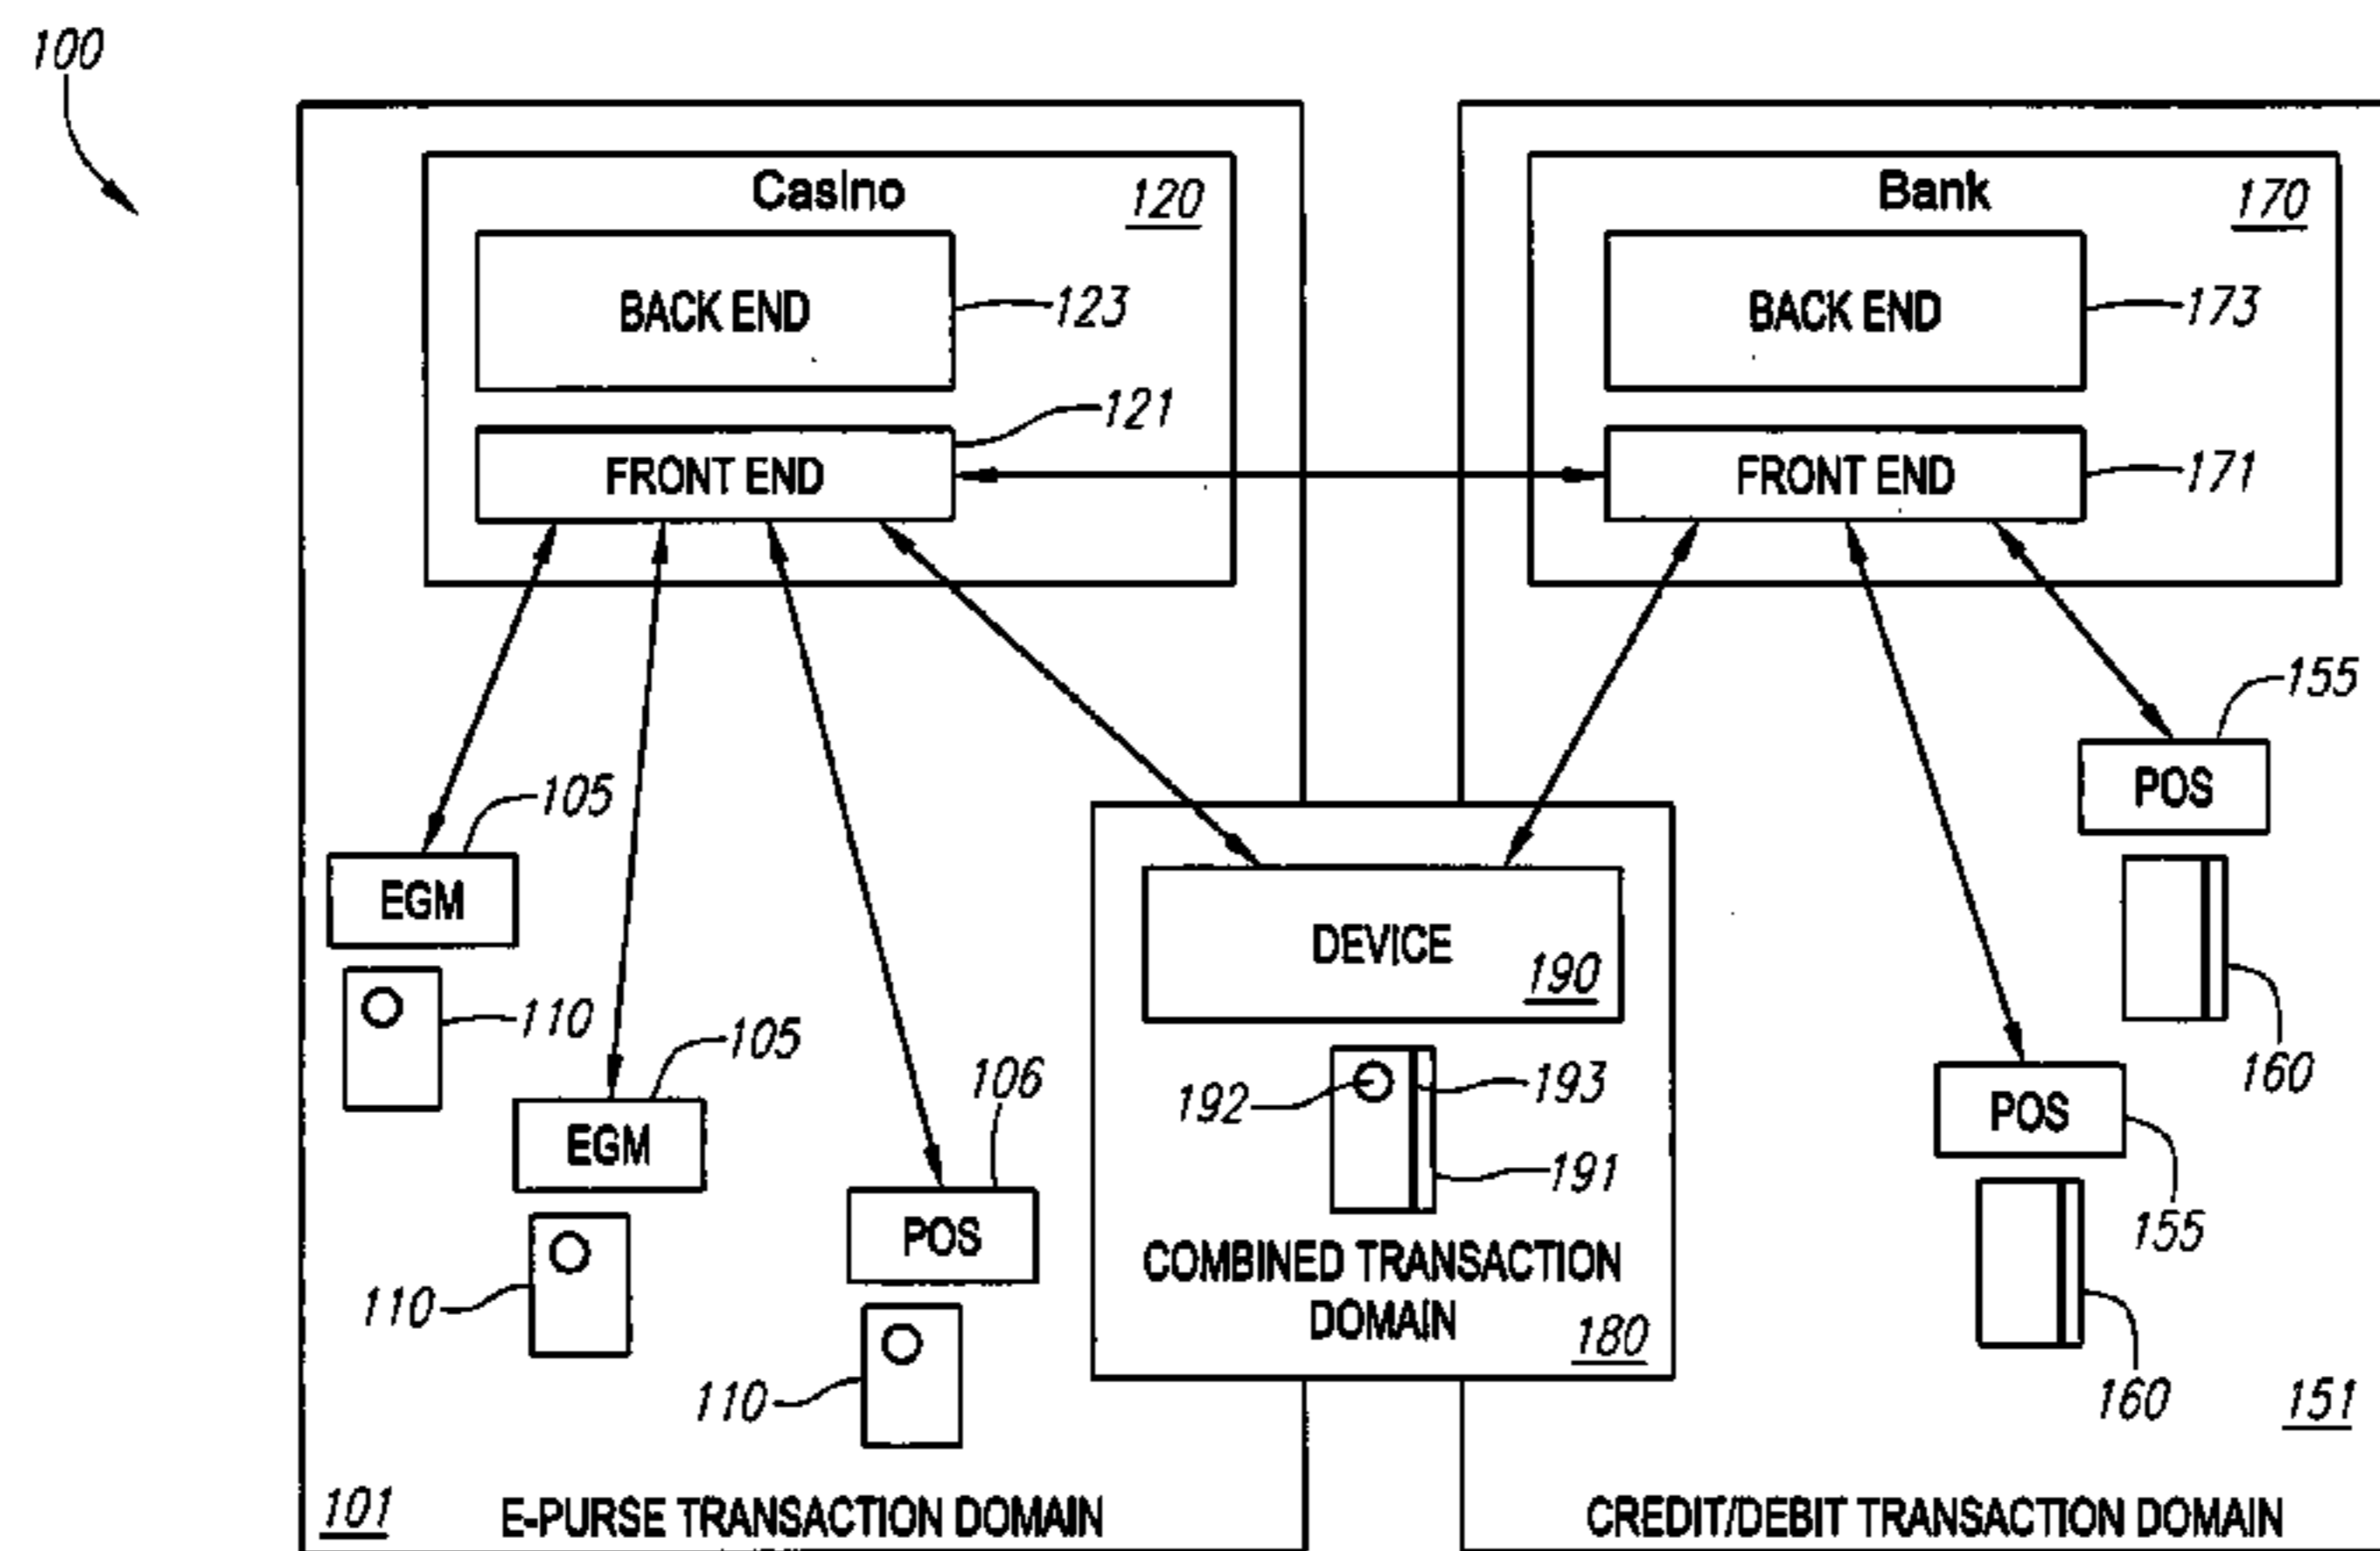 100
Casino
120
BACK END
123
121
FRONT END
Bank
170
BACK END
173
FRONT END
171
105
EGM
110
105
EGM
110
106
POS
110
DEVICE
190
192
193
191
COMBINED TRANSACTION
DOMAIN
180
155
POS
160
POS
155
160
151
101
E-PURSE TRANSACTION DOMAIN
CREDIT/DEBIT TRANSACTION DOMAIN